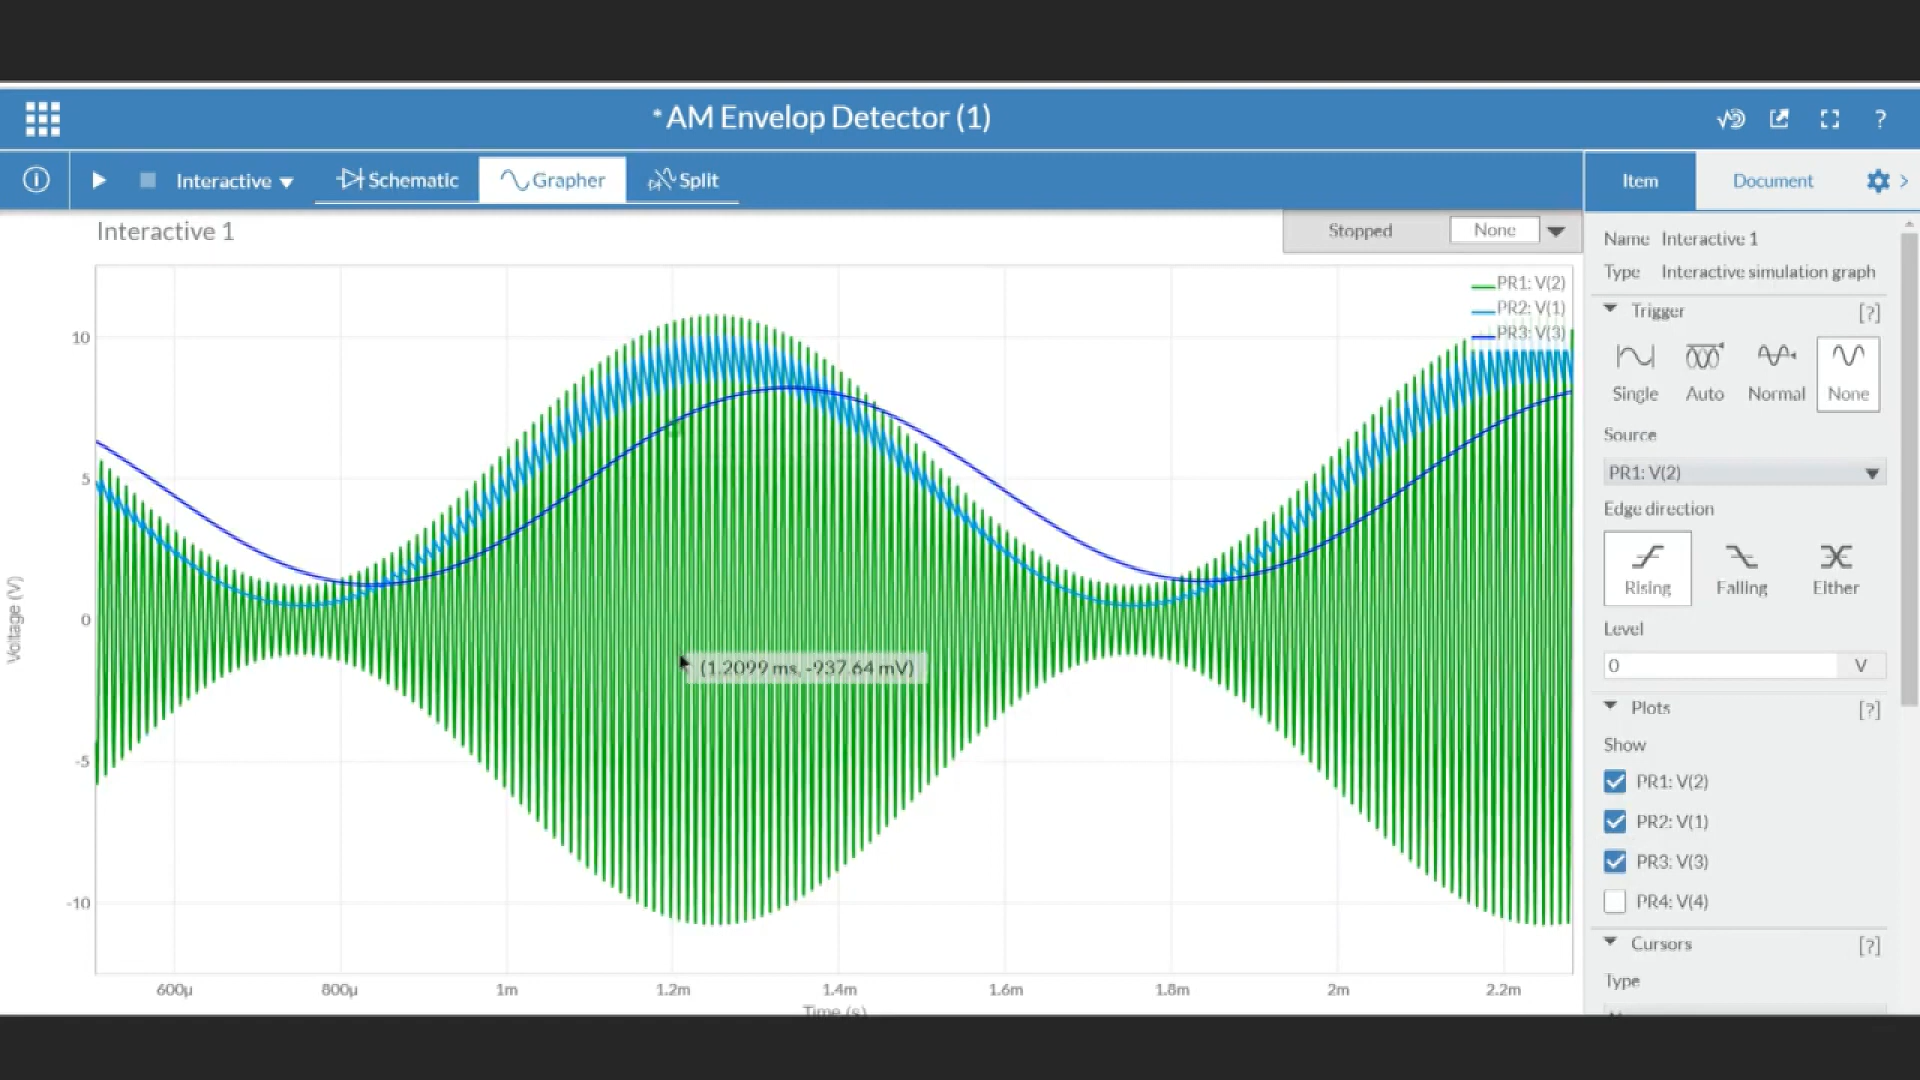 *AM Envelop Detector (1)
?
Interactive
Schematic
Grapher
Split
Item
Document
Interactive 1
Stopped
None
Name Interactive 1
Type Interactive simulation graph
PR1: V(2)
PR2: V(1)
PR3: V(3)
Trigger [?]
Single
Auto
Normal
None
Source
PR1: V(2)
Edge direction
Rising
Falling
Either
Level
0 V
Plots [?]
Show
PR1: V(2)
PR2: V(1)
PR3: V(3)
PR4: V(4)
Cursors [?]
Type
10
5
0
-5
-10
Voltage (V)
(1.2099 ms, -937.64 mV)
600µ
800µ
1m
1.2m
1.4m
1.6m
1.8m
2m
2.2m
Time (s)